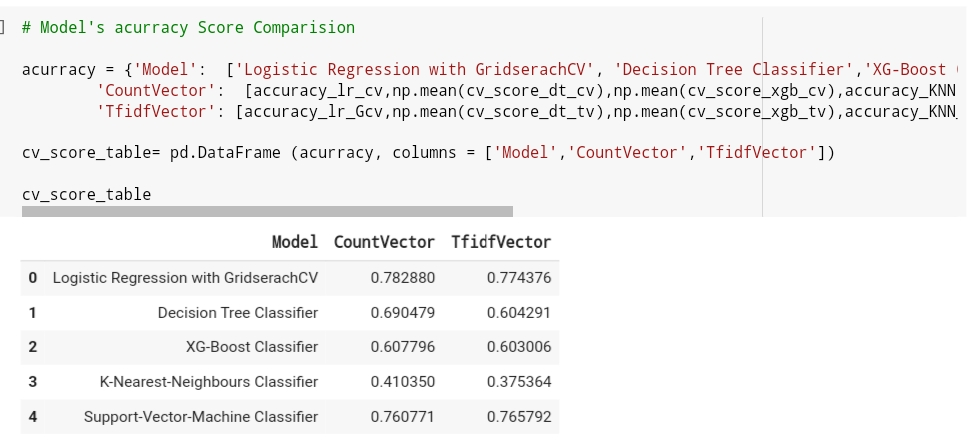 ]
# Model's acurracy Score Comparision
acurracy = {'Model':  ['Logistic Regression with GridserachCV', 'Decision Tree Classifier','XG-Boost
'CountVector':  [accuracy_lr_cv,np.mean(cv_score_dt_cv),np.mean(cv_score_xgb_cv),accuracy_KNN
'TfidfVector': [accuracy_lr_Gcv,np.mean(cv_score_dt_tv),np.mean(cv_score_xgb_tv),accuracy_KNN_
cv_score_table= pd.DataFrame (acurracy, columns = ['Model','CountVector','TfidfVector'])
cv_score_table
Model CountVector TfidfVector
0 Logistic Regression with GridserachCV 0.782880 0.774376
1 Decision Tree Classifier 0.690479 0.604291
2 XG-Boost Classifier 0.607796 0.603006
3 K-Nearest-Neighbours Classifier 0.410350 0.375364
4 Support-Vector-Machine Classifier 0.760771 0.765792